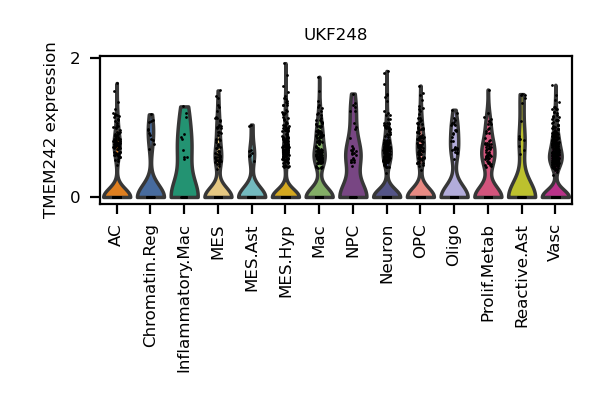 UKF248
TMEM242 expression
2
0
AC
Chromatin.Reg
Inflammatory.Mac
MES
MES.Ast
MES.Hyp
Mac
NPC
Neuron
OPC
Oligo
Prolif.Metab
Reactive.Ast
Vasc